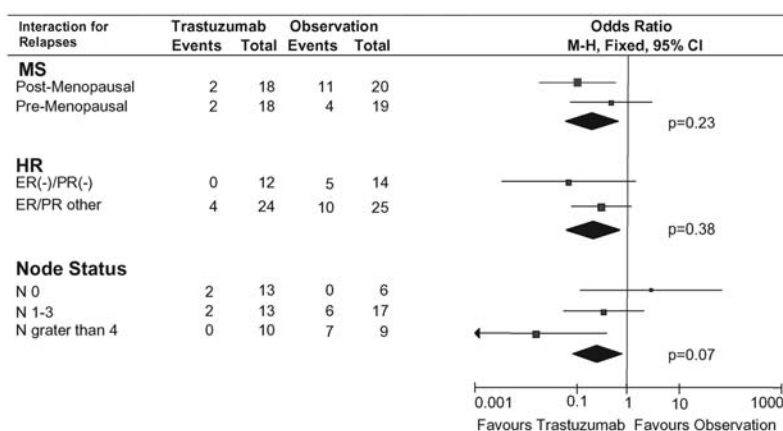 Interaction for Relapses Trastuzumab Observation Odds Ratio
Events Total Events Total M-H, Fixed, 95% CI
MS
Post-Menopausal 2 18 11 20
Pre-Menopausal 2 18 4 19
p=0.23
HR
ER(-)/PR(-) 0 12 5 14
ER/PR other 4 24 10 25
p=0.38
Node Status
N 0 2 13 0 6
N 1-3 2 13 6 17
N grater than 4 0 10 7 9
p=0.07
0.001 0.1 1 10 1000
Favours Trastuzumab Favours Observation